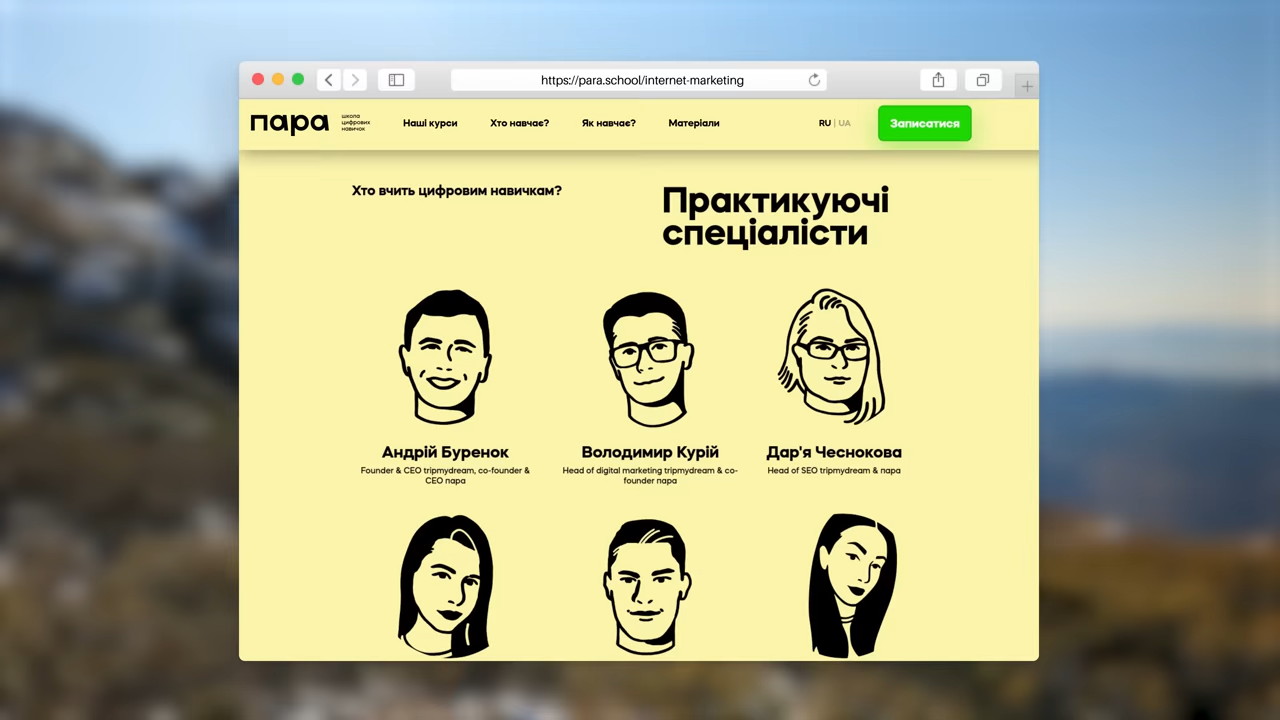 https://para.school/internet-marketing
пара
школа
цифрових
навичок
Наші курси
Хто навчає?
Як навчає?
Матеріали
RU | UA
Записатися
Хто вчить цифровим навичкам?
Практикуючі
спеціалісти
Андрій Буренок
Founder & CEO tripmydream, co-founder &
CEO пара
Володимир Курій
Head of digital marketing tripmydream & co-
founder пара
Дар'я Чеснокова
Head of SEO tripmydream & пара